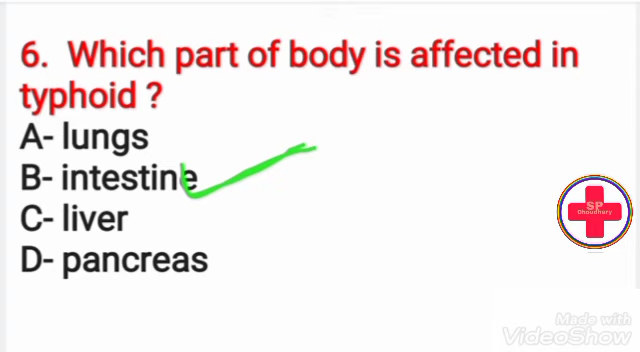 6. Which part of body is affected in
typhoid ?
A- lungs
B- intestine
C- liver
D- pancreas
SP
Choudhury
Made with
VideoShow